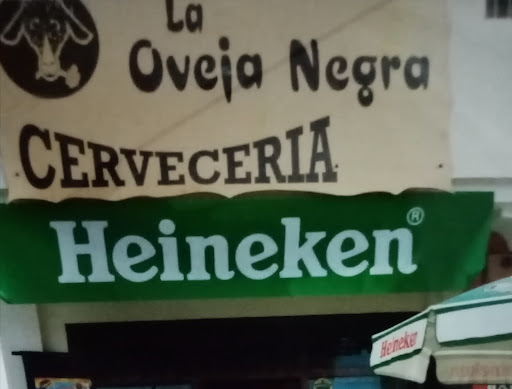 La
Oveja Negra
CERVECERIA
Heineken®
Heineken